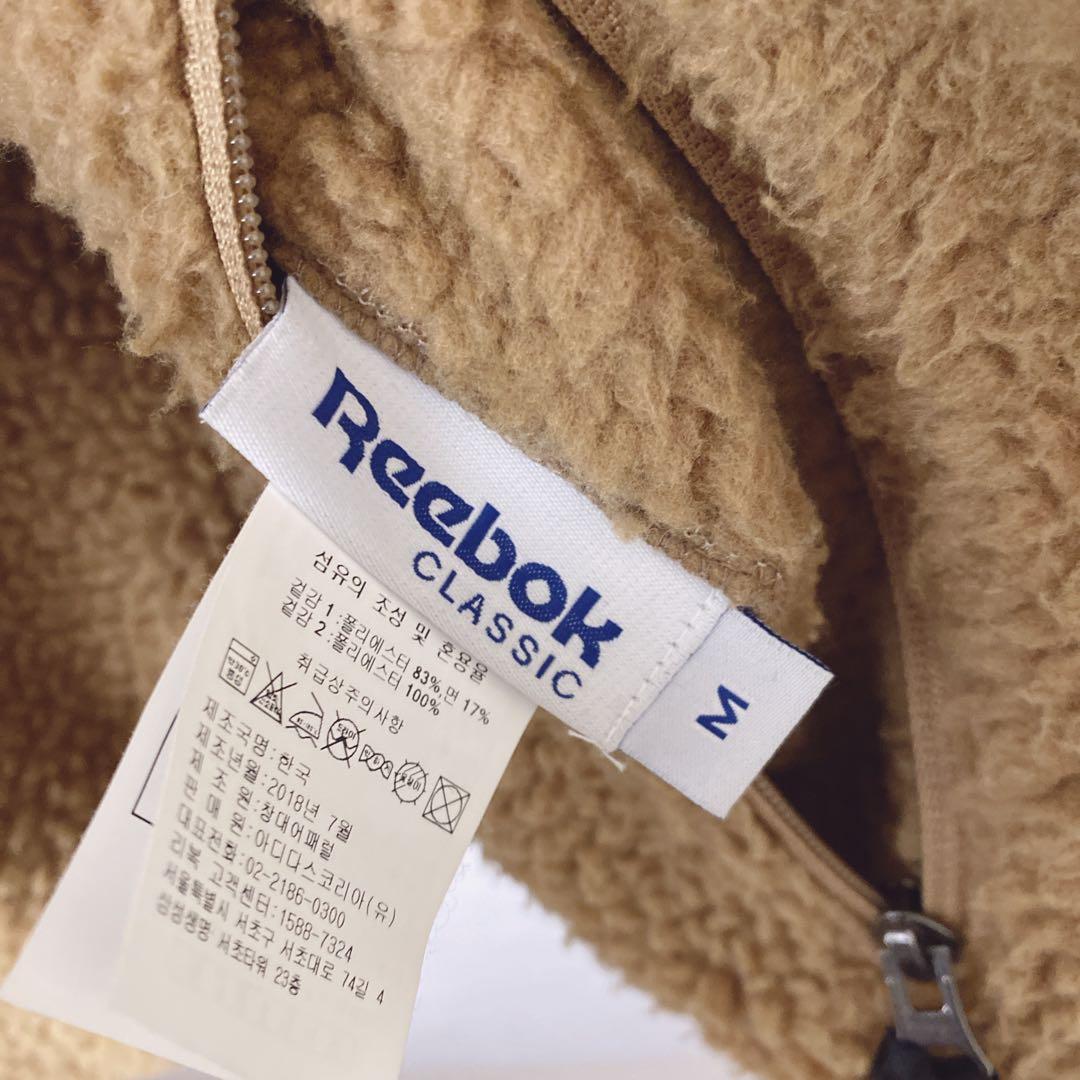 Reebok
CLASSIC
M
섬유의 조성 및 혼용율
겉감 1:폴리에스터 83%,면 17%
겉감 2:폴리에스터 100%
취급상주의사항
중성
제조국명:한국
제조년월:2018년 7월
제 조 원:창대어패럴
판 매 원:아디다스코리아(유)
대표전화:02-2186-0300
리복 고객센터:1588-7324
서울특별시 서초구 서초대로 74길 4
삼성생명 서초타워 23층